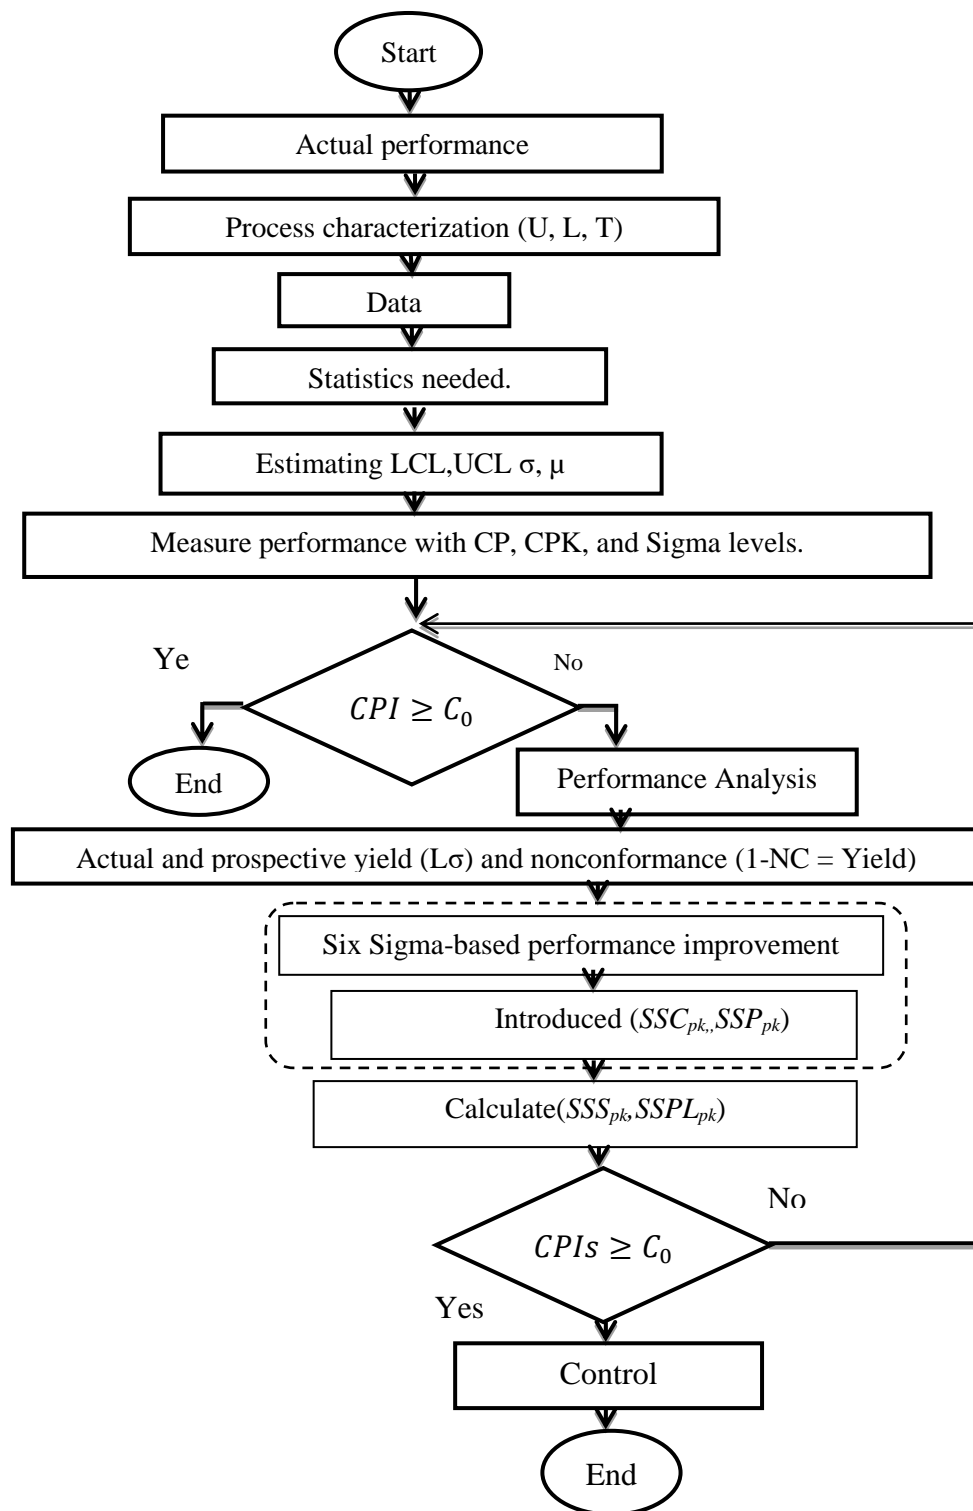 Start
Actual performance
Process characterization (U, L, T)
Data
Statistics needed.
Estimating LCL,UCL σ, μ
Measure performance with CP, CPK, and Sigma levels.
Ye
No
CPI ≥ C₀
End
Performance Analysis
Actual and prospective yield (Lσ) and nonconformance (1-NC = Yield)
Six Sigma-based performance improvement
Introduced (SSCpk,,SSPpk)
Calculate(SSSpk,SSPLpk)
No
CPIs ≥ C₀
Yes
Control
End